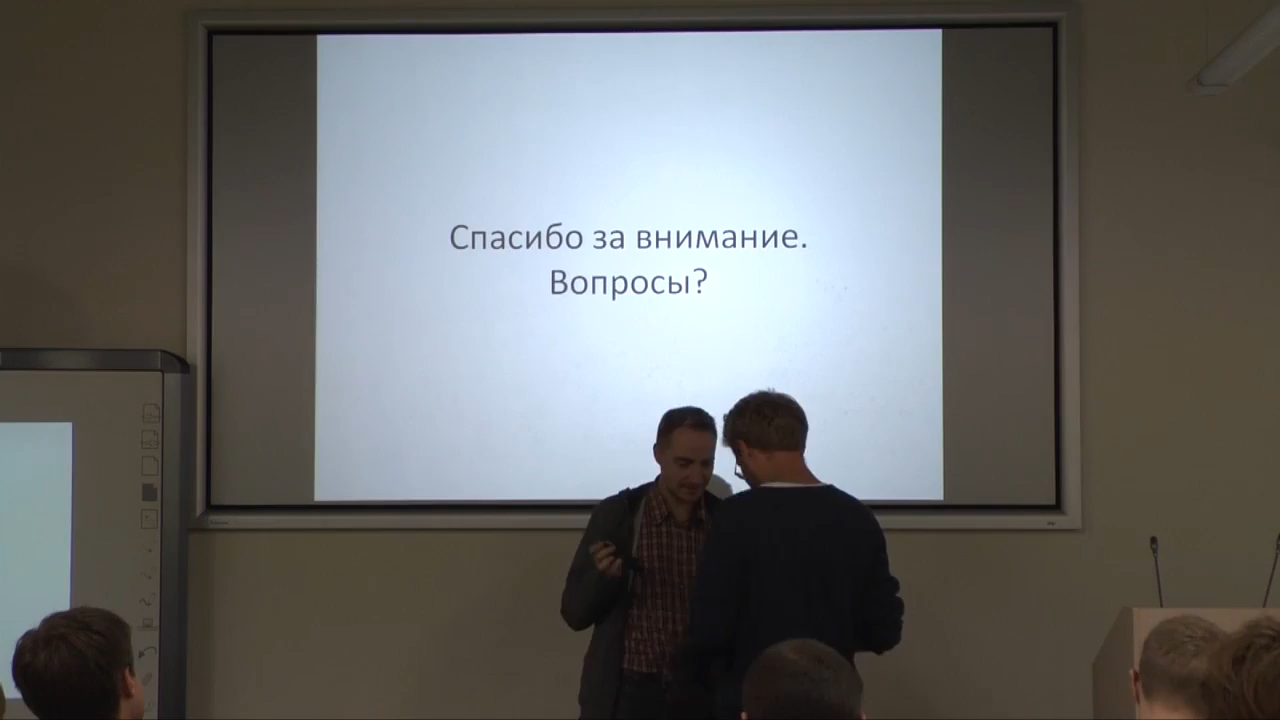 Спасибо за внимание.
Вопросы?